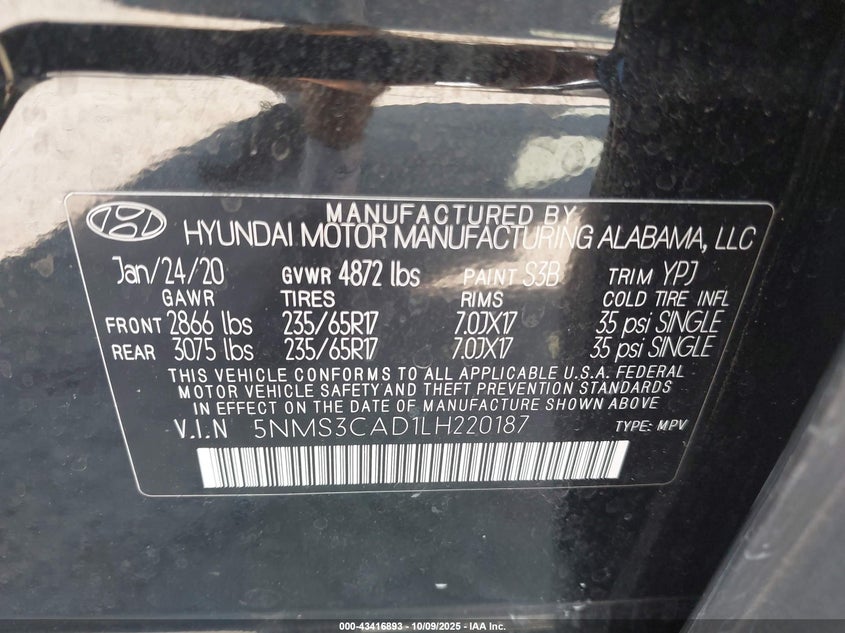 MANUFACTURED BY
HYUNDAI MOTOR MANUFACTURING ALABAMA, LLC
Jan/24/20 GVWR 4872 lbs PAINT S3B TRIM YPJ
GAWR TIRES RIMS COLD TIRE INFL
FRONT 2866 lbs 235/65R17 7.0JX17 35 psi SINGLE
REAR 3075 lbs 235/65R17 7.0JX17 35 psi SINGLE
THIS VEHICLE CONFORMS TO ALL APPLICABLE U.S.A. FEDERAL
MOTOR VEHICLE SAFETY AND THEFT PREVENTION STANDARDS
IN EFFECT ON THE DATE OF MANUFACTURE SHOWN ABOVE
V.I.N 5NMS3CAD1LH220187 TYPE: MPV
000-43416893 - 10/09/2025 - IAA Inc.